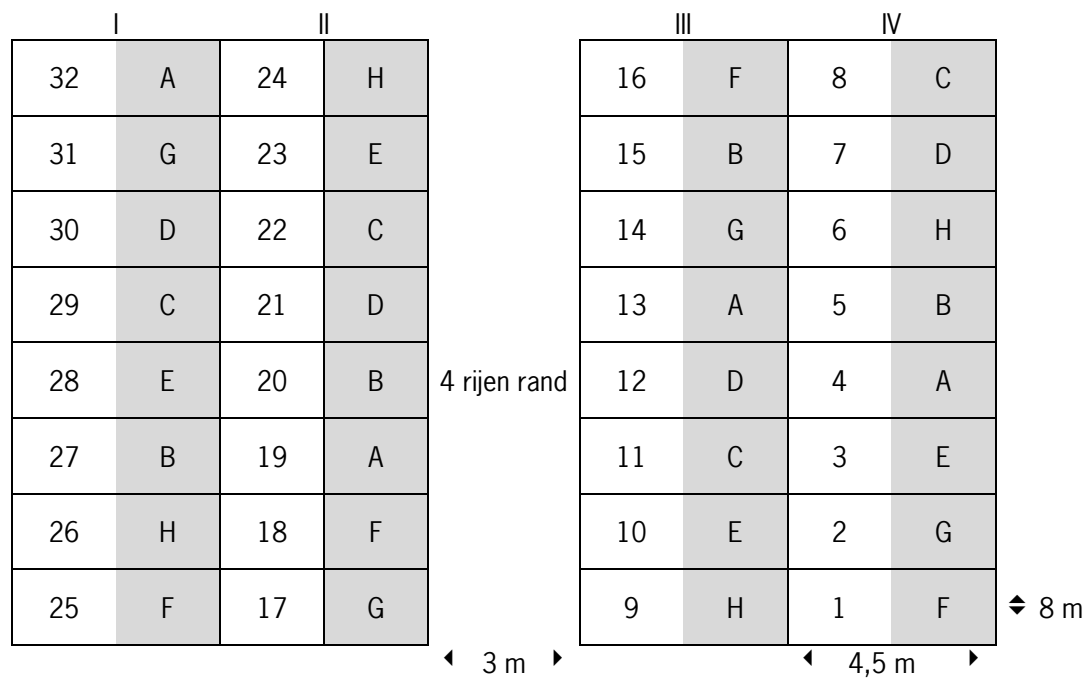 I II III IV
32 A 24 H 16 F 8 C
31 G 23 E 15 B 7 D
30 D 22 C 14 G 6 H
29 C 21 D 13 A 5 B
28 E 20 B 4 rijen rand 12 D 4 A
27 B 19 A 11 C 3 E
26 H 18 F 10 E 2 G
25 F 17 G 9 H 1 F 8 m
3 m 4,5 m